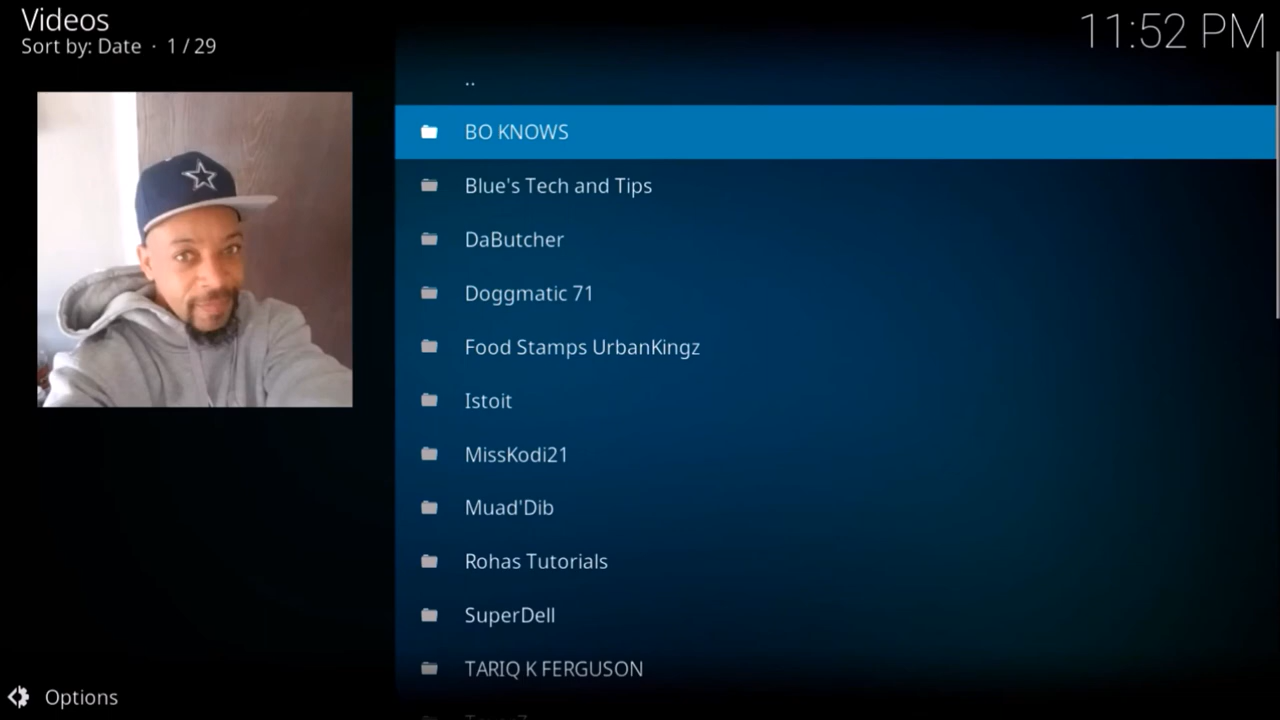 Videos
Sort by: Date · 1 / 29
11:52 PM
..
BO KNOWS
Blue's Tech and Tips
DaButcher
Doggmatic 71
Food Stamps UrbanKingz
Istoit
MissKodi21
Muad'Dib
Rohas Tutorials
SuperDell
TARIQ K FERGUSON
Options